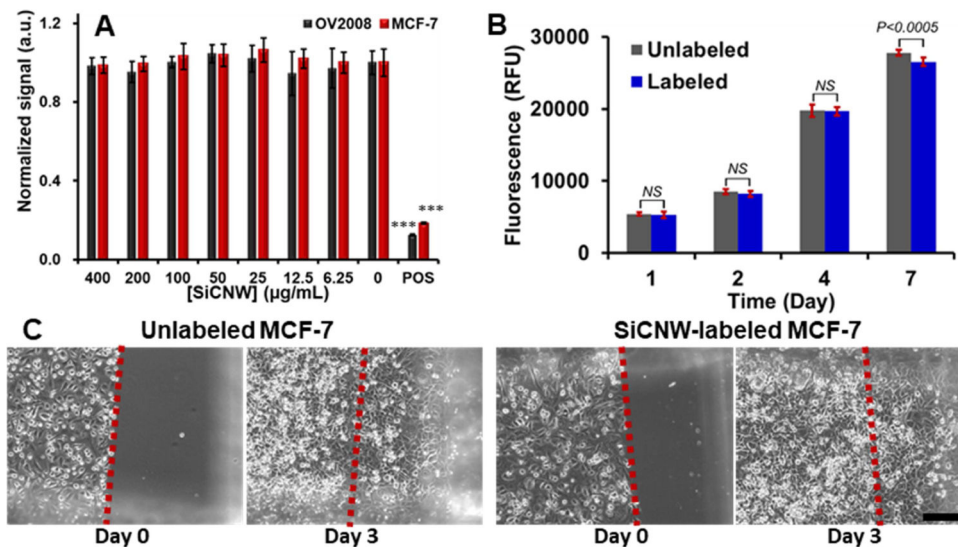 A
OV2008 MCF-7
Normalized signal (a.u.)
1.2
0.8
0.4
0.0
*** ***
400 200 100 50 25 12.5 6.25 0 POS
[SiCNW] (µg/mL)
B
Unlabeled
Labeled
P<0.0005
NS
NS
NS
Fluorescence (RFU)
30000
20000
10000
0
1 2 4 7
Time (Day)
C
Unlabeled MCF-7
SiCNW-labeled MCF-7
Day 0
Day 3
Day 0
Day 3